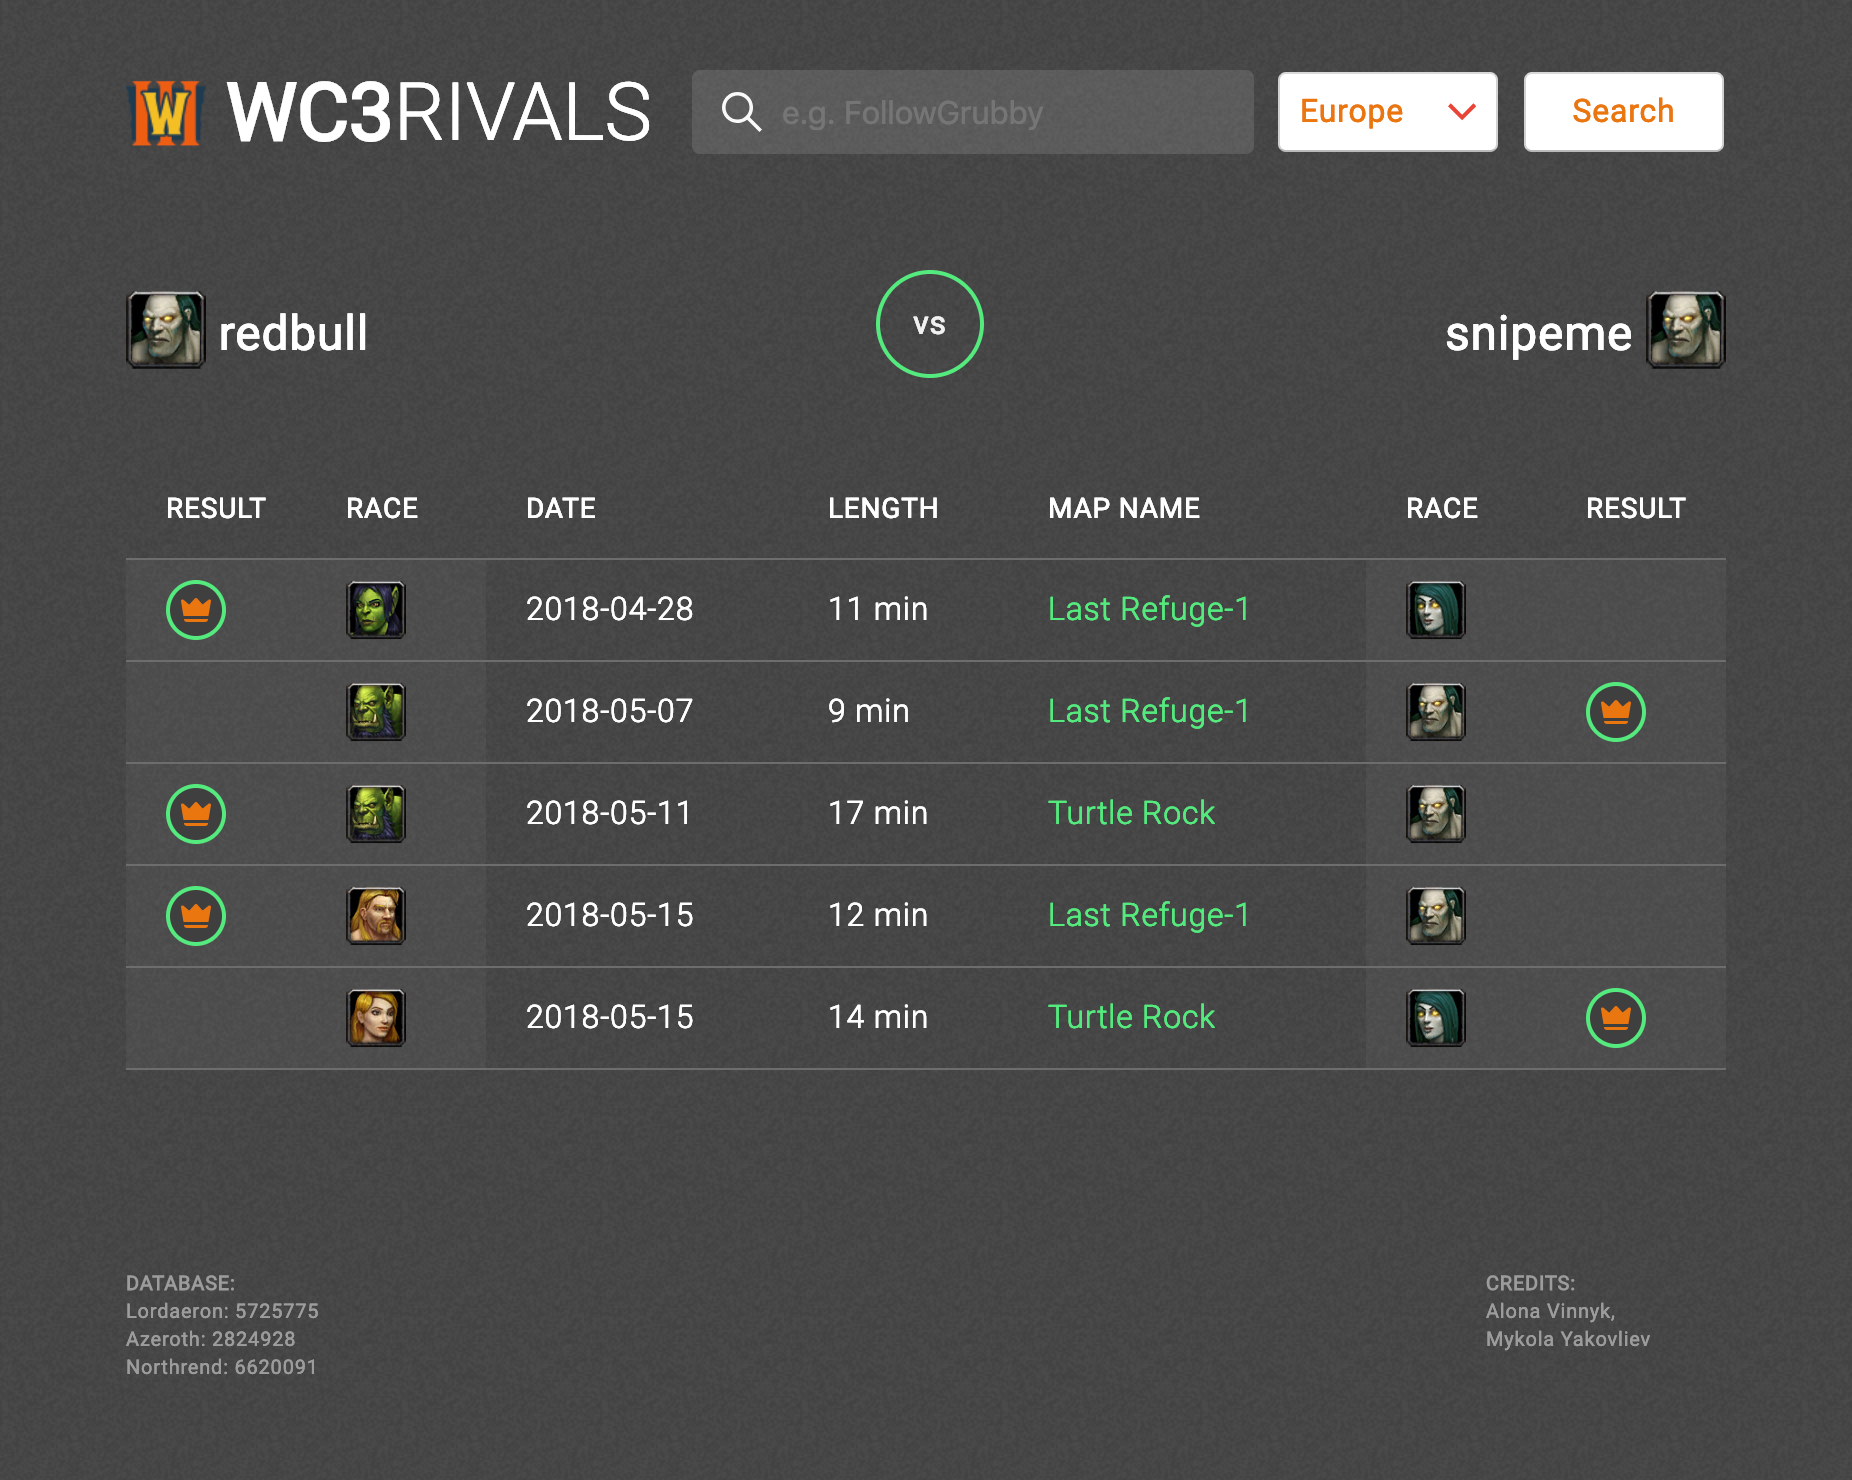 WC3RIVALS
e.g. FollowGrubby
Europe
Search
redbull
vs
snipeme
RESULT RACE DATE LENGTH MAP NAME RACE RESULT
2018-04-28 11 min Last Refuge-1
2018-05-07 9 min Last Refuge-1
2018-05-11 17 min Turtle Rock
2018-05-15 12 min Last Refuge-1
2018-05-15 14 min Turtle Rock
DATABASE:
Lordaeron: 5725775
Azeroth: 2824928
Northrend: 6620091
CREDITS:
Alona Vinnyk,
Mykola Yakovliev